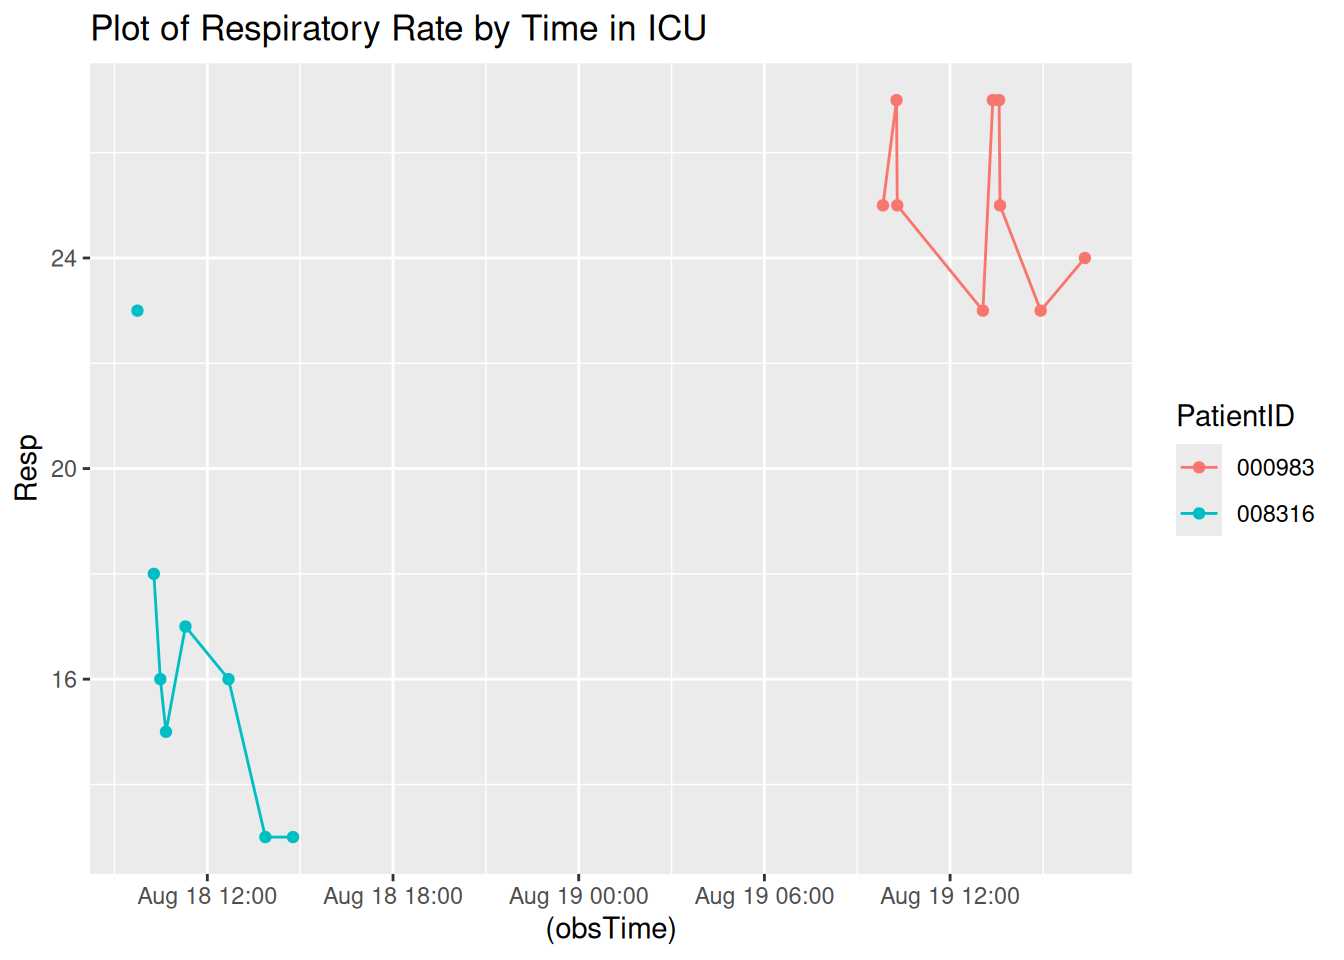 Plot of Respiratory Rate by Time in ICU
Resp
24
20
16
Aug 18 12:00
Aug 18 18:00
Aug 19 00:00
Aug 19 06:00
Aug 19 12:00
(obsTime)
PatientID
000983
008316